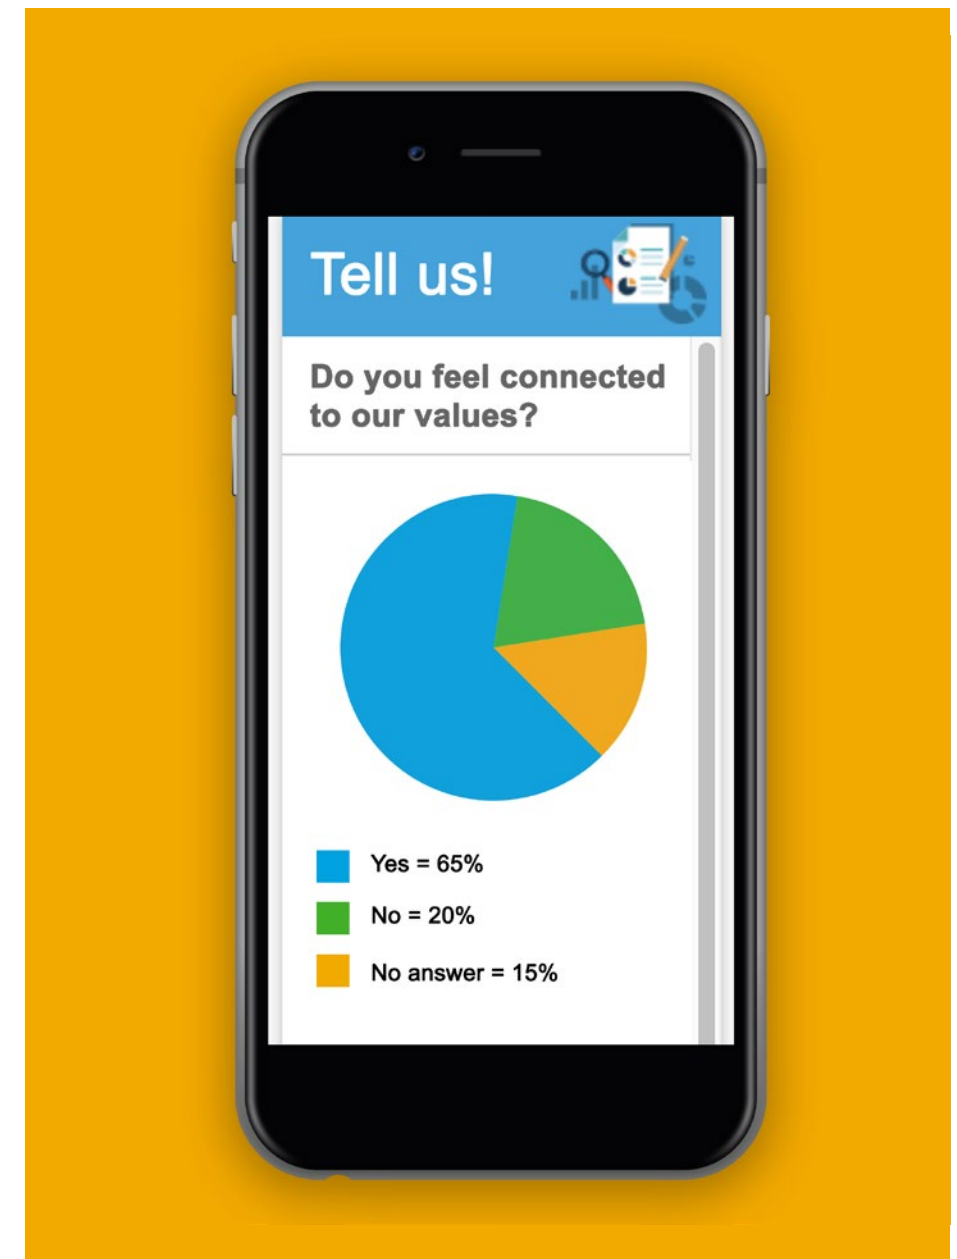 Tell us!
Do you feel connected
to our values?
Yes = 65%
No = 20%
No answer = 15%